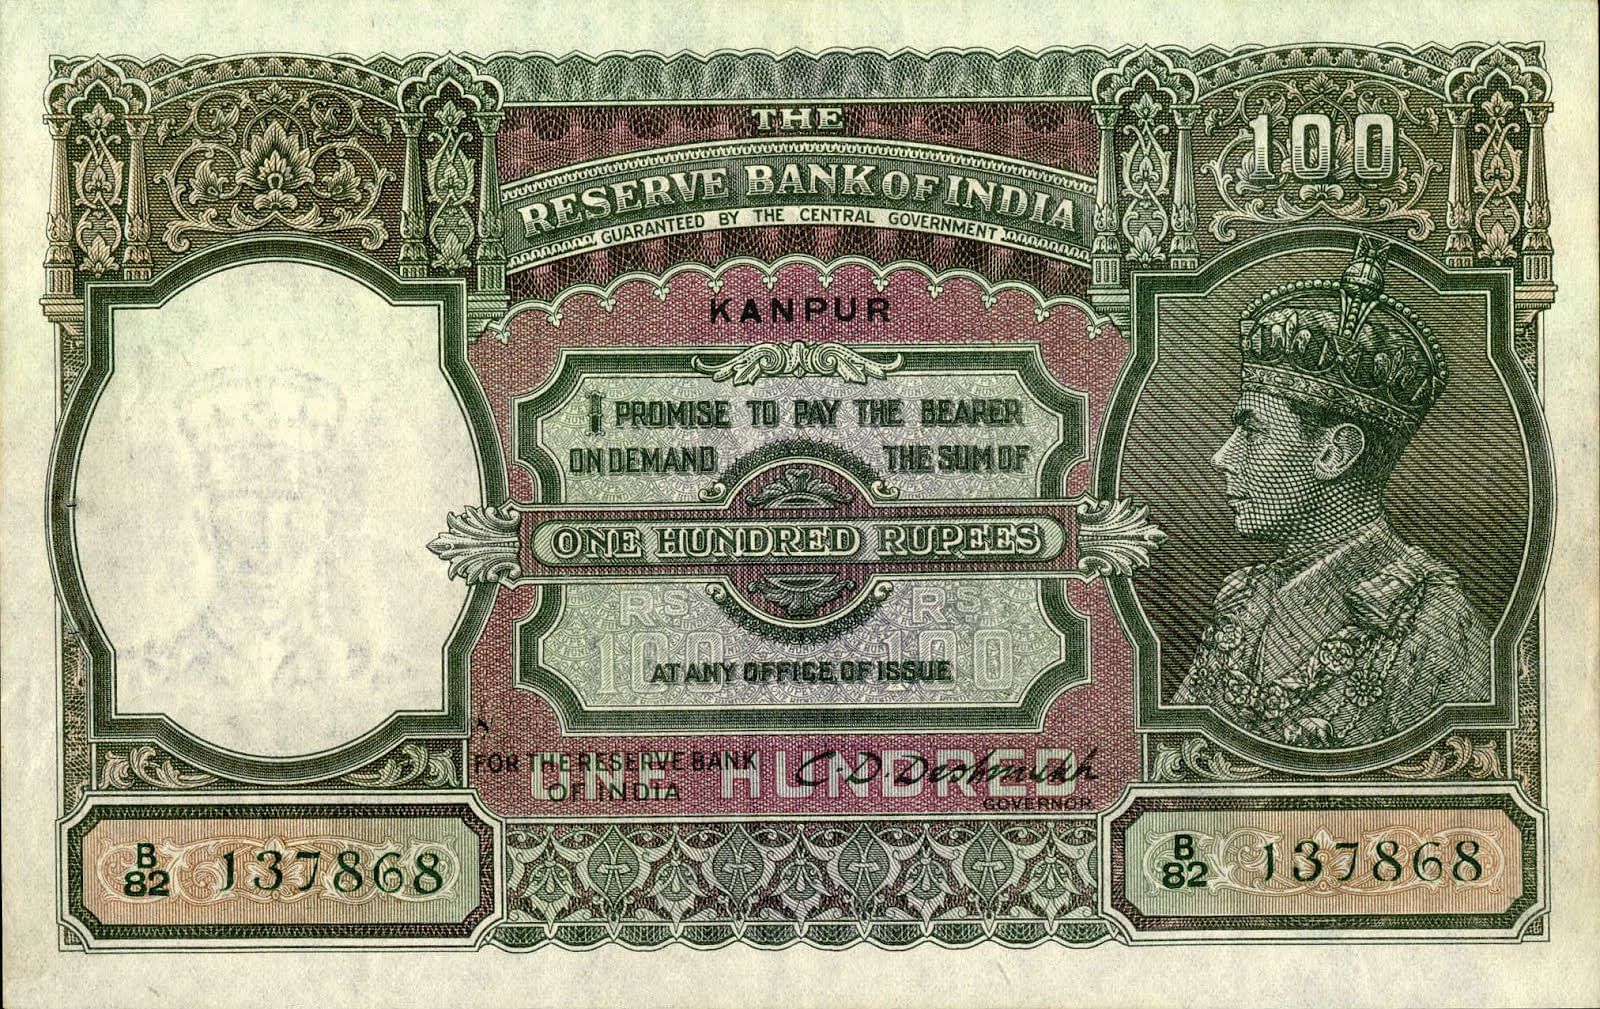 THE
RESERVE BANK OF INDIA
GUARANTEED BY THE CENTRAL GOVERNMENT
100
KANPUR
I PROMISE TO PAY THE BEARER
ON DEMAND THE SUM OF
ONE HUNDRED RUPEES
RS RS
100 100
AT ANY OFFICE OF ISSUE
FOR THE RESERVE BANK
OF INDIA
C. D. Deshmukh
GOVERNOR
ONE HUNDRED
B/82 137868
B/82 137868